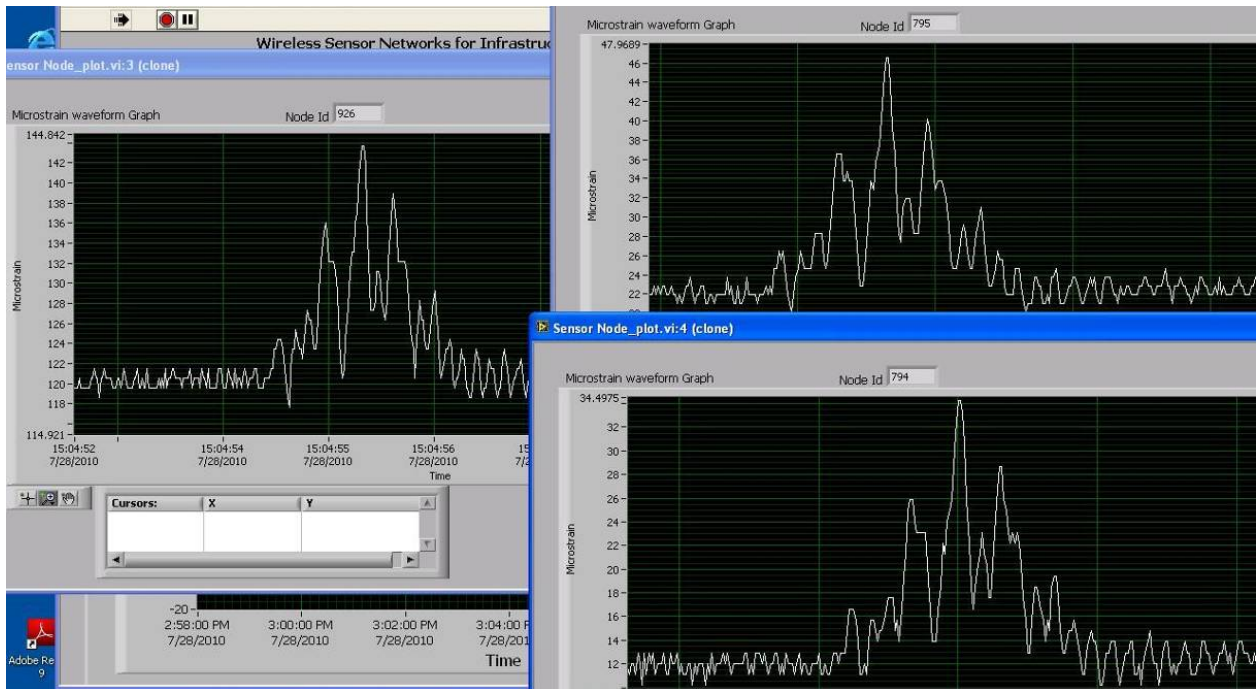 Wireless Sensor Networks for Infrastruc
ensor Node_plot.vi:3 (clone)
Microstrain waveform Graph
Node Id 926
144.842
142
140
138
136
134
132
130
128
126
124
122
120
118
114.921
Microstrain
15:04:52 15:04:54 15:04:55 15:04:56 15
7/28/2010 7/28/2010 7/28/2010 7/28/2010 7/2
Time
Cursors: X Y
-20
2:58:00 PM 3:00:00 PM 3:02:00 PM 3:04:00 P
7/28/2010 7/28/2010 7/28/2010 7/28/201
Time
Adobe Re
9
Microstrain waveform Graph
Node Id 795
47.9689
46
44
42
40
38
36
34
32
30
28
26
24
22
Microstrain
Sensor Node_plot.vi:4 (clone)
Microstrain waveform Graph
Node Id 794
34.4975
32
30
28
26
24
22
20
18
16
14
12
Microstrain